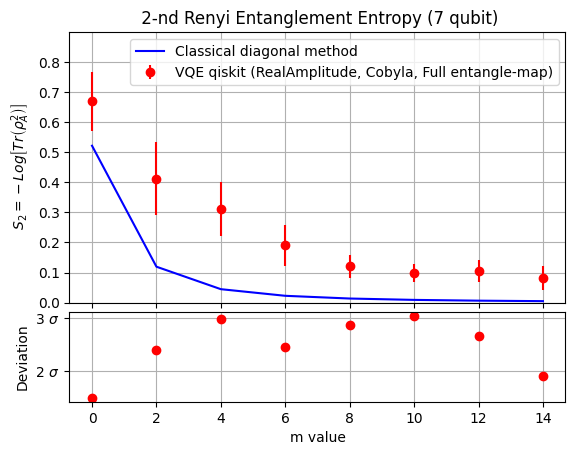 2-nd Renyi Entanglement Entropy (7 qubit)
Classical diagonal method
VQE qiskit (RealAmplitude, Cobyla, Full entangle-map)
S₂ = −Log[Tr(ρ²_A)]
0.8
0.7
0.6
0.5
0.4
0.3
0.2
0.1
0.0
Deviation
3 σ
2 σ
0 2 4 6 8 10 12 14
m value